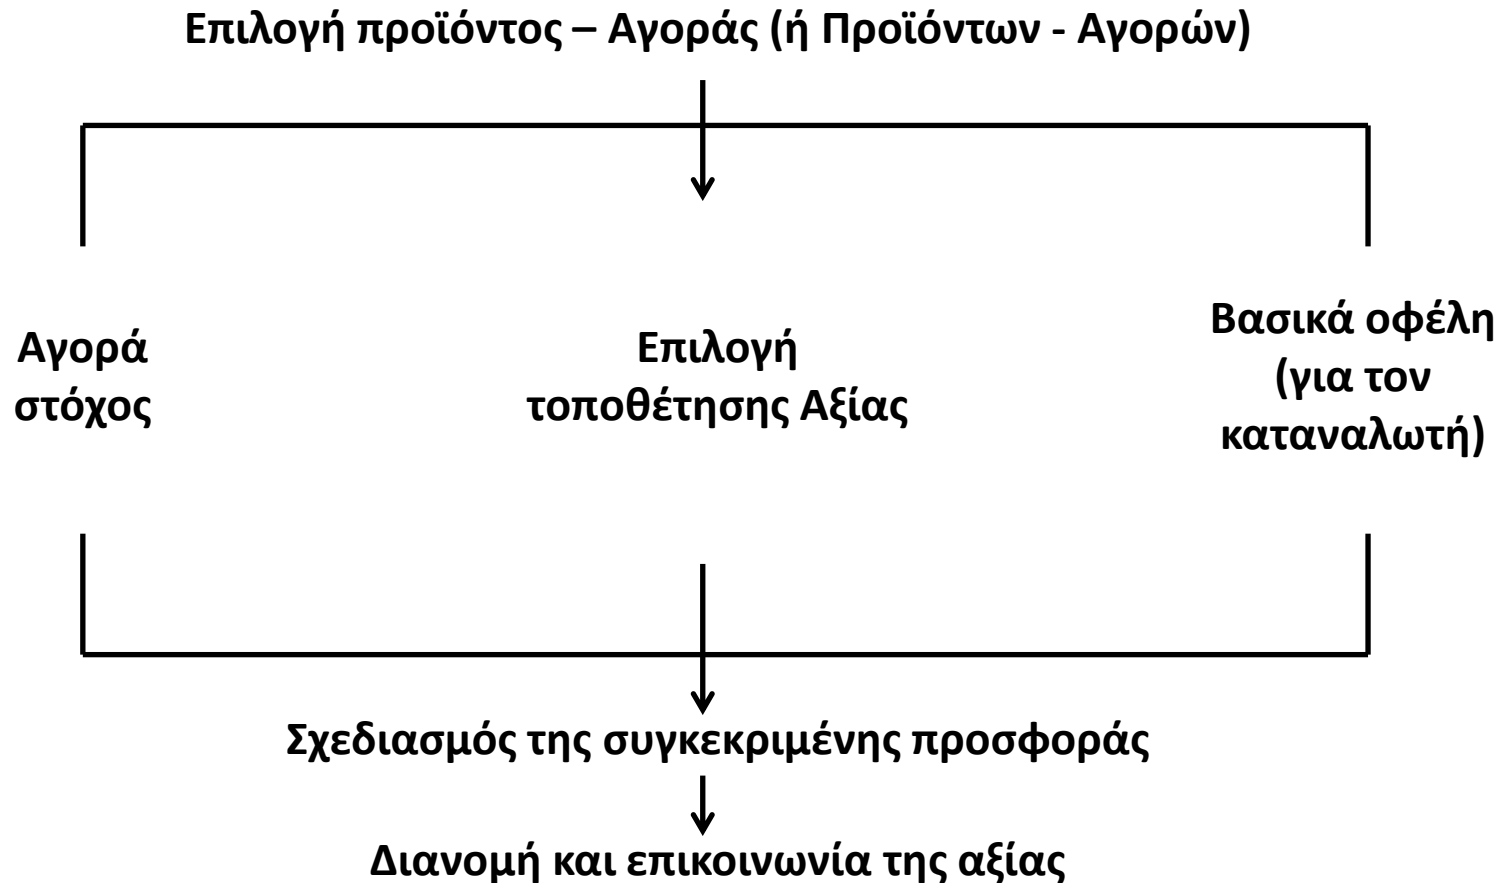 Επιλογή προϊόντος – Αγοράς (ή Προϊόντων - Αγορών)
Αγορά
στόχος
Επιλογή
τοποθέτησης Αξίας
Βασικά οφέλη
(για τον
καταναλωτή)
Σχεδιασμός της συγκεκριμένης προσφοράς
Διανομή και επικοινωνία της αξίας